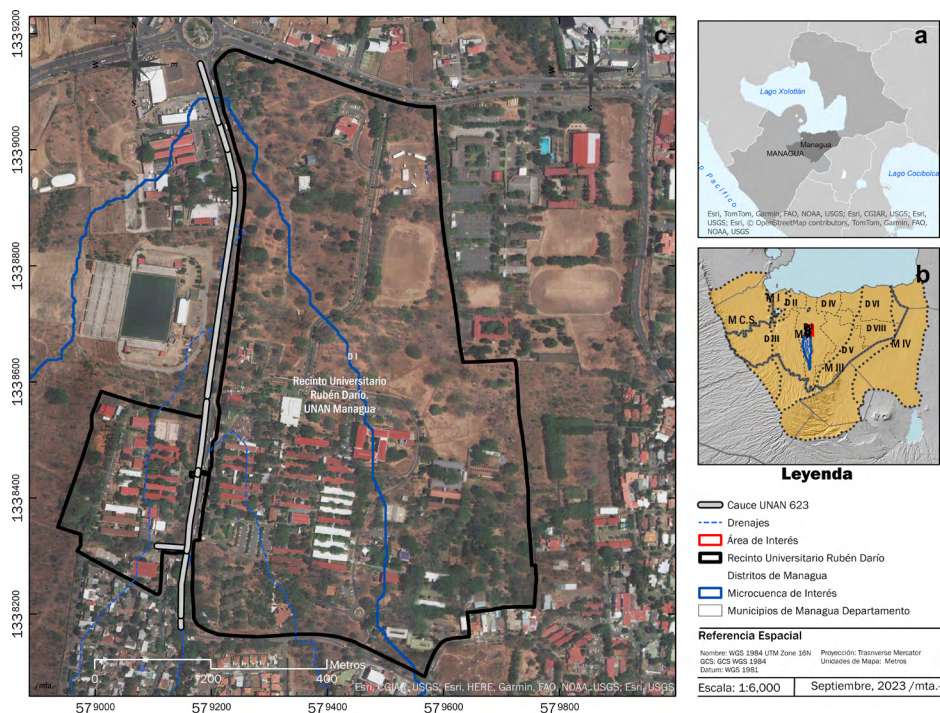 c
N
W
E
S
N
W
E
S
1339200
1339000
1338800
1338600
1338400
1338200
D I
Recinto Universitario
Rubén Darío,
UNAN Managua
Metros
0 200 400
/mta.-
Esri, CGIAR, USGS, Esri, HERE, Garmin, FAO, NOAA, USGS; Esri, USGS
579000 579200 579400 579600 579800
a
Lago Xolotlán
Managua
MANAGUA
Lago Cocibolca
Pacífico
Esri, TomTom, Garmin, FAO, NOAA, USGS; Esri, CGIAR, USGS; Esri,
USGS; Esri, © OpenStreetMap contributors, TomTom, Garmin, FAO,
NOAA, USGS
b
M I
D II
D IV
D VI
M C.S.
D III
D VIII
M IV
D V
M III
Leyenda
Cauce UNAN 623
Drenajes
Área de Interés
Recinto Universitario Rubén Darío
Distritos de Managua
Microcuenca de Interés
Municipios de Managua Departamento
Referencia Espacial
Nombre: WGS 1984 UTM Zone 16N
GCS: GCS WGS 1984
Datum: WGS 1981
Proyección: Trasnverse Mercator
Unidades de Mapa: Metros
Escala: 1:6,000
Septiembre, 2023 /mta.-